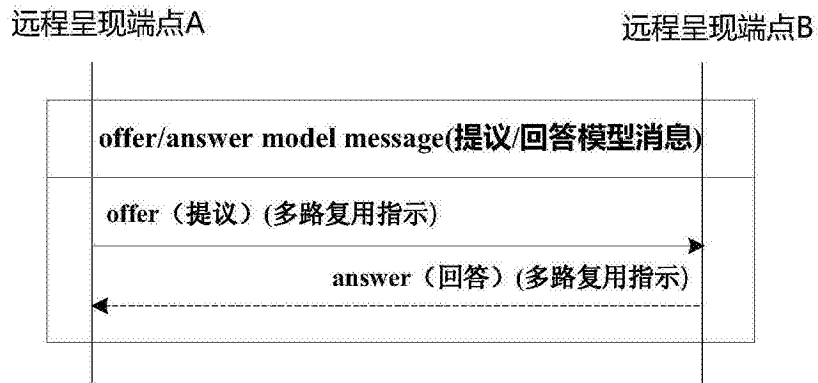 远程呈现端点A
远程呈现端点B
offer/answer model message(提议/回答模型消息)
offer（提议）(多路复用指示)
answer（回答）(多路复用指示)